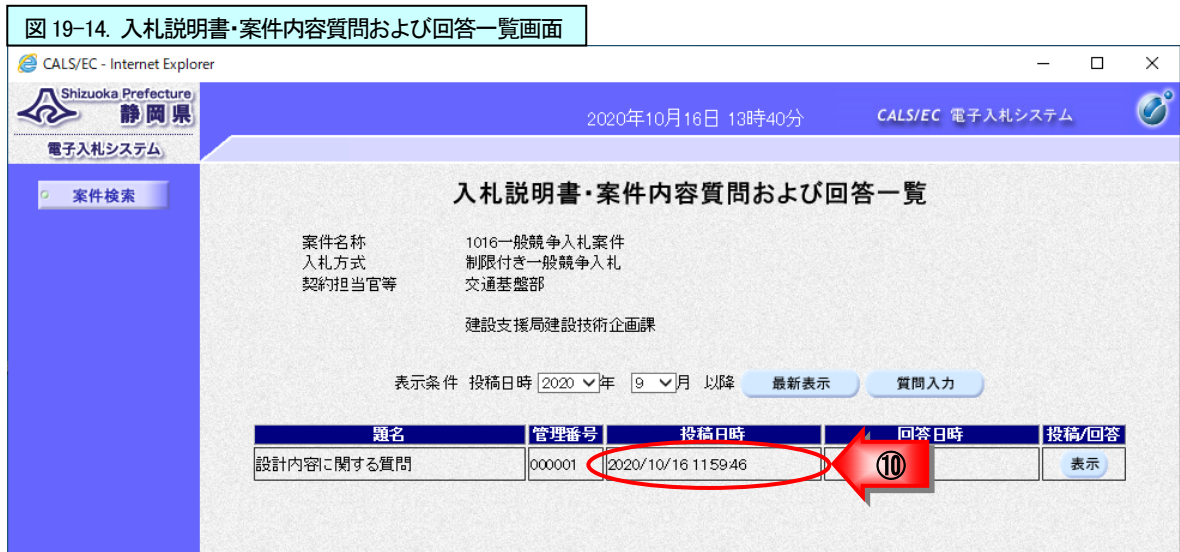 図 19-14. 入札説明書・案件内容質問および回答一覧画面
CALS/EC - Internet Explorer
Shizuoka Prefecture
静岡県
2020年10月16日 13時40分
CALS/EC 電子入札システム
電子入札システム
案件検索
入札説明書・案件内容質問および回答一覧
案件名称 1016一般競争入札案件
入札方式 制限付き一般競争入札
契約担当官等 交通基盤部
建設支援局建設技術企画課
表示条件 投稿日時 2020 年 9 月 以降 最新表示 質問入力
題名 管理番号 投稿日時 回答日時 投稿/回答
設計内容に関する質問 000001 2020/10/16 11:59:46 ⑩ 表示